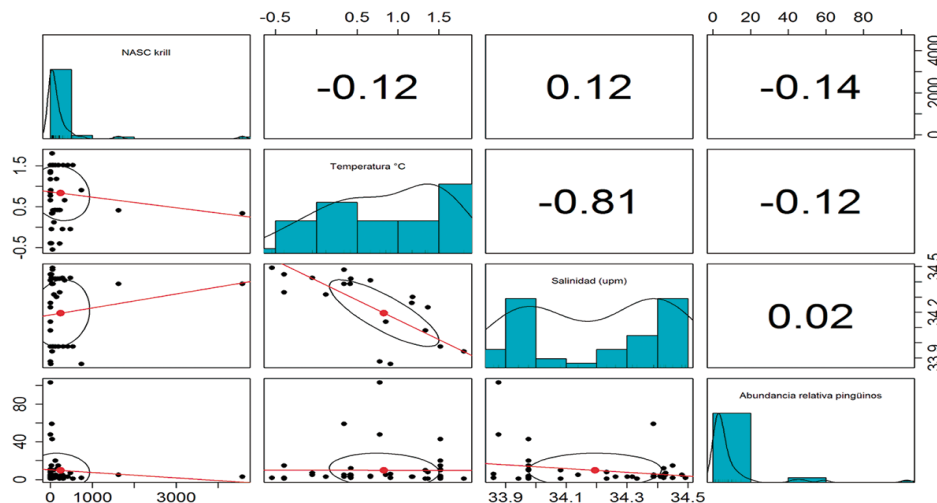 -0.5 0.5 1.0 1.5
0 20 40 60 80
NASC krill
-0.12
0.12
-0.14
0 2000 4000
-0.5 0.5 1.5
Temperatura °C
-0.81
-0.12
Salinidad (upm)
0.02
33.9 34.2
0 40 80
Abundancia relativa pingüinos
0 1000 3000
33.9 34.1 34.3 34.5